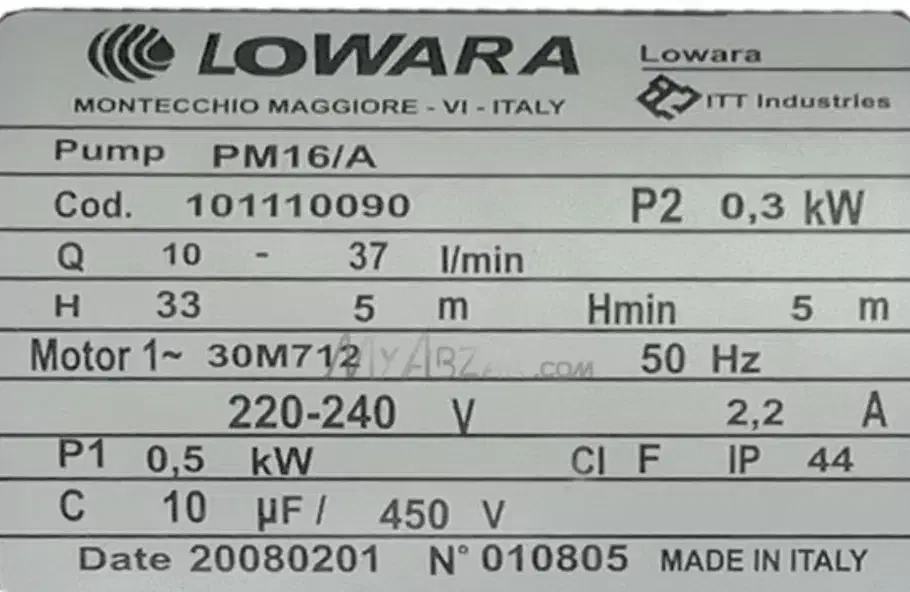 LOWARA Lowara
MONTECCHIO MAGGIORE - VI - ITALY ITT Industries
Pump PM16/A
Cod. 101110090 P2 0,3 kW
Q 10 - 37 l/min
H 33 5 m Hmin 5 m
Motor 1~ 30M712 50 Hz
220-240 V 2,2 A
P1 0,5 kW Cl F IP 44
C 10 µF / 450 V
Date 20080201 N° 010805 MADE IN ITALY